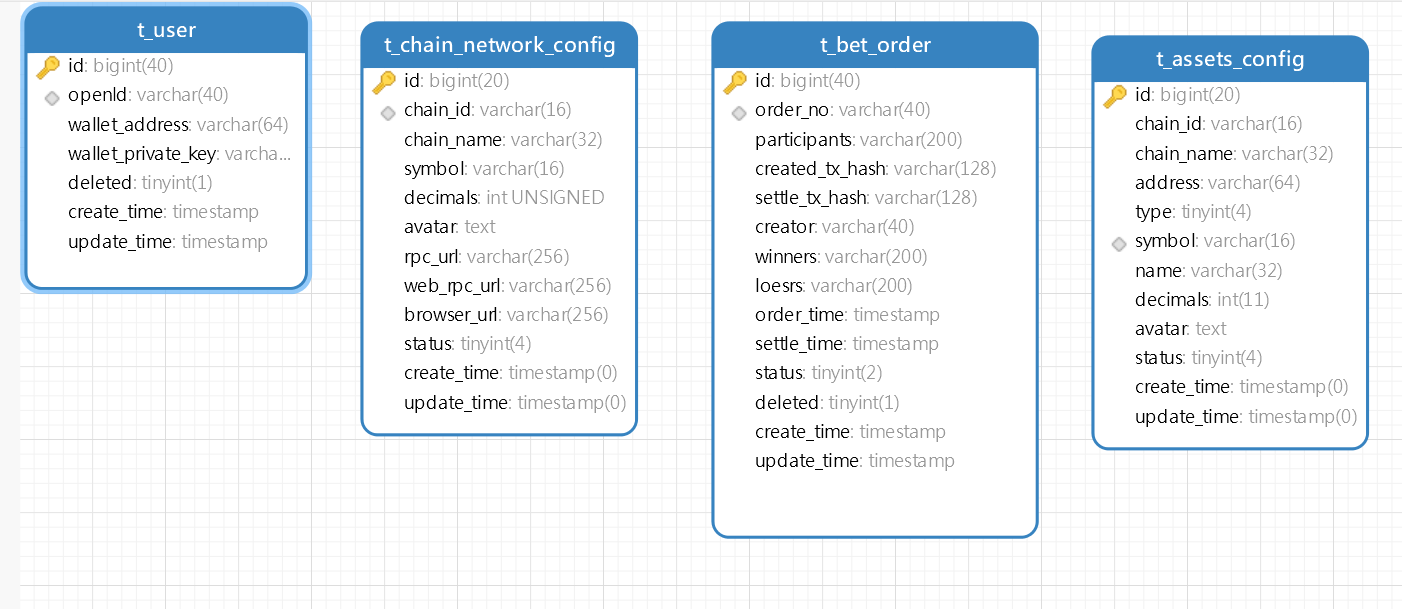 t_user
id: bigint(40)
openId: varchar(40)
wallet_address: varchar(64)
wallet_private_key: varcha...
deleted: tinyint(1)
create_time: timestamp
update_time: timestamp
t_chain_network_config
id: bigint(20)
chain_id: varchar(16)
chain_name: varchar(32)
symbol: varchar(16)
decimals: int UNSIGNED
avatar: text
rpc_url: varchar(256)
web_rpc_url: varchar(256)
browser_url: varchar(256)
status: tinyint(4)
create_time: timestamp(0)
update_time: timestamp(0)
t_bet_order
id: bigint(40)
order_no: varchar(40)
participants: varchar(200)
created_tx_hash: varchar(128)
settle_tx_hash: varchar(128)
creator: varchar(40)
winners: varchar(200)
loesrs: varchar(200)
order_time: timestamp
settle_time: timestamp
status: tinyint(2)
deleted: tinyint(1)
create_time: timestamp
update_time: timestamp
t_assets_config
id: bigint(20)
chain_id: varchar(16)
chain_name: varchar(32)
address: varchar(64)
type: tinyint(4)
symbol: varchar(16)
name: varchar(32)
decimals: int(11)
avatar: text
status: tinyint(4)
create_time: timestamp(0)
update_time: timestamp(0)